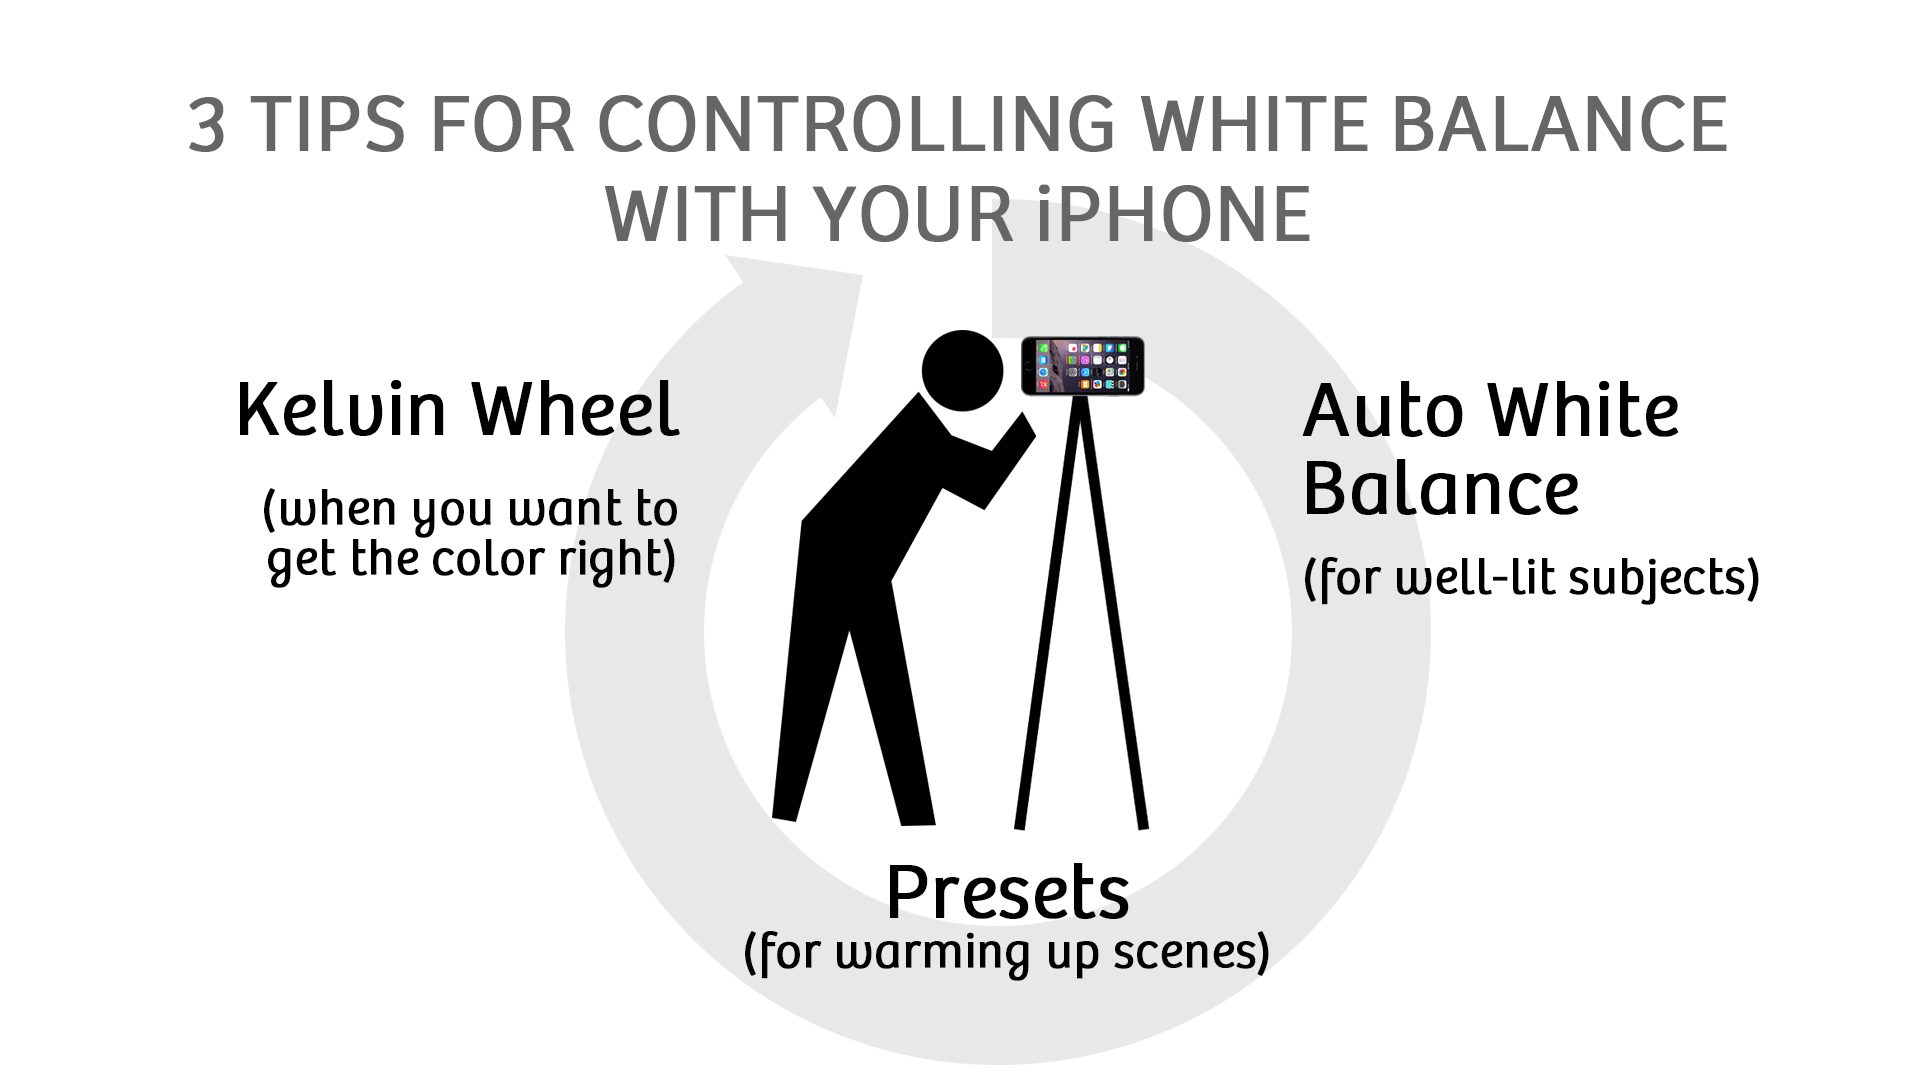 3 TIPS FOR CONTROLLING WHITE BALANCE
WITH YOUR iPHONE
Kelvin Wheel
(when you want to
get the color right)
Auto White
Balance
(for well-lit subjects)
Presets
(for warming up scenes)